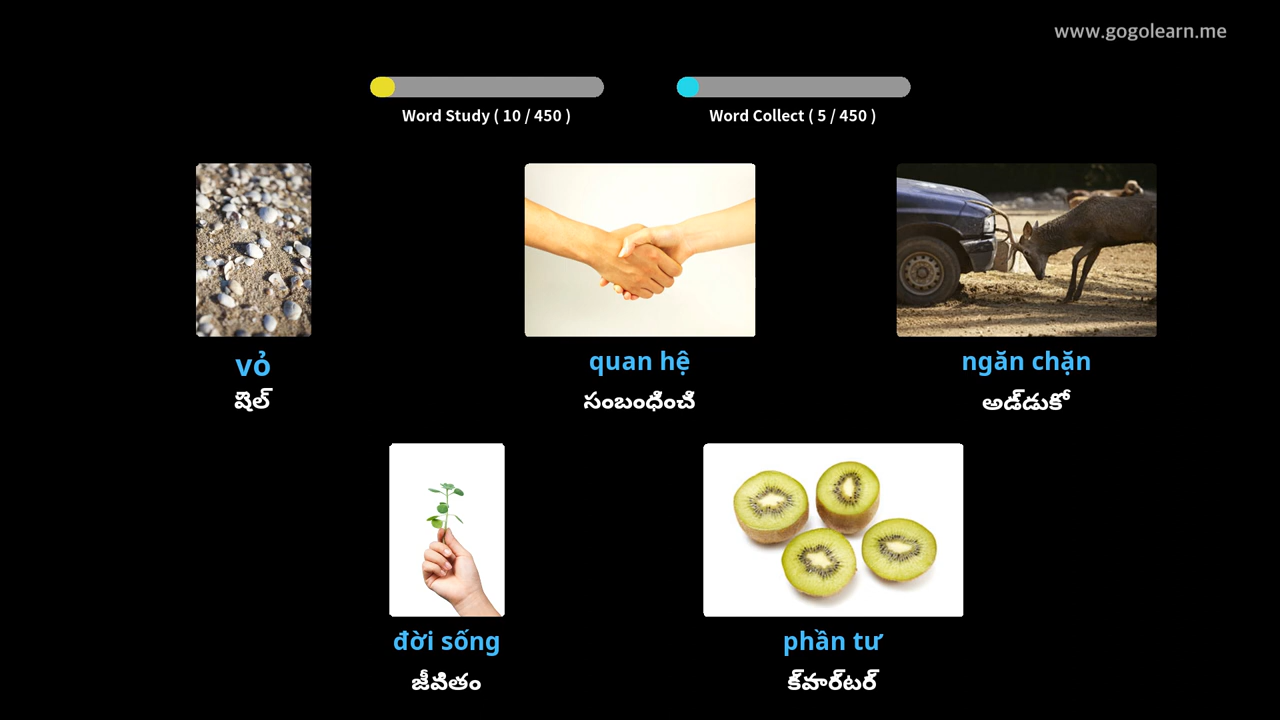 www.gogolearn.me
Word Study ( 10 / 450 )
Word Collect ( 5 / 450 )
vỏ
షెల్
quan hệ
సంబంధించి
ngăn chặn
అడ్డుకో
đời sống
జీవితం
phần tư
క్వార్టర్